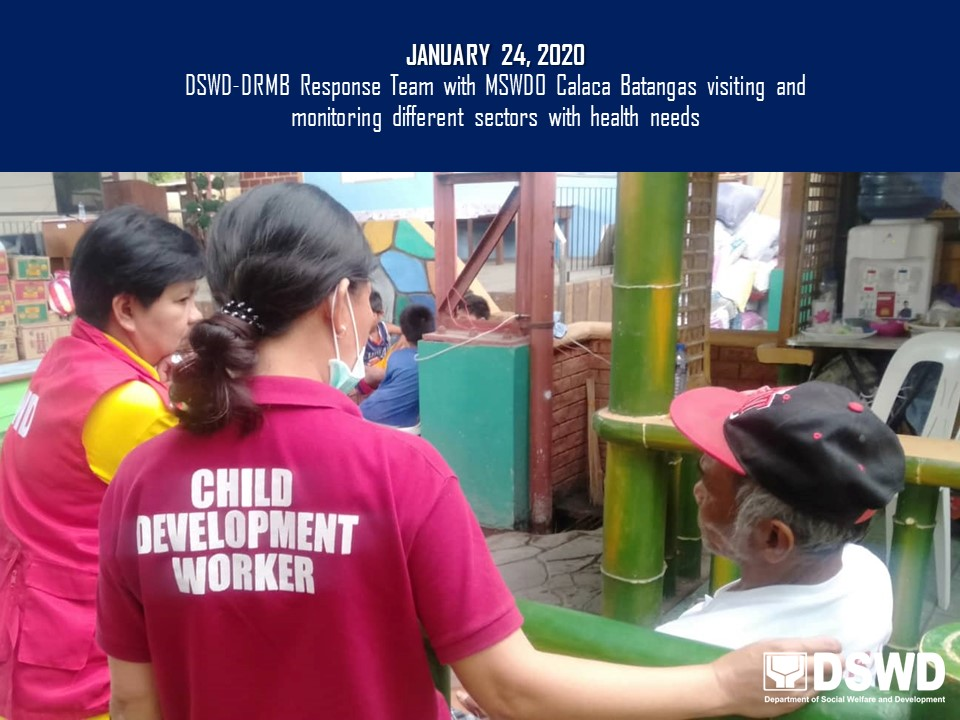 JANUARY 24, 2020
DSWD-DRMB Response Team with MSWDO Calaca Batangas visiting and
monitoring different sectors with health needs
WD
CHILD
DEVELOPMENT
WORKER
DSWD
Department of Social Welfare and Development